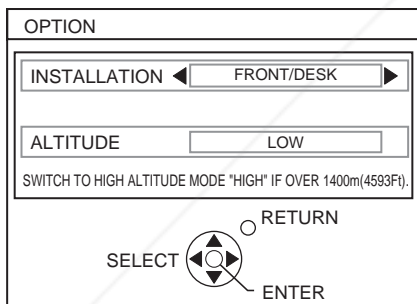 OPTION
INSTALLATION FRONT/DESK
ALTITUDE LOW
SWITCH TO HIGH ALTITUDE MODE "HIGH" IF OVER 1400m(4593Ft).
RETURN
SELECT
ENTER